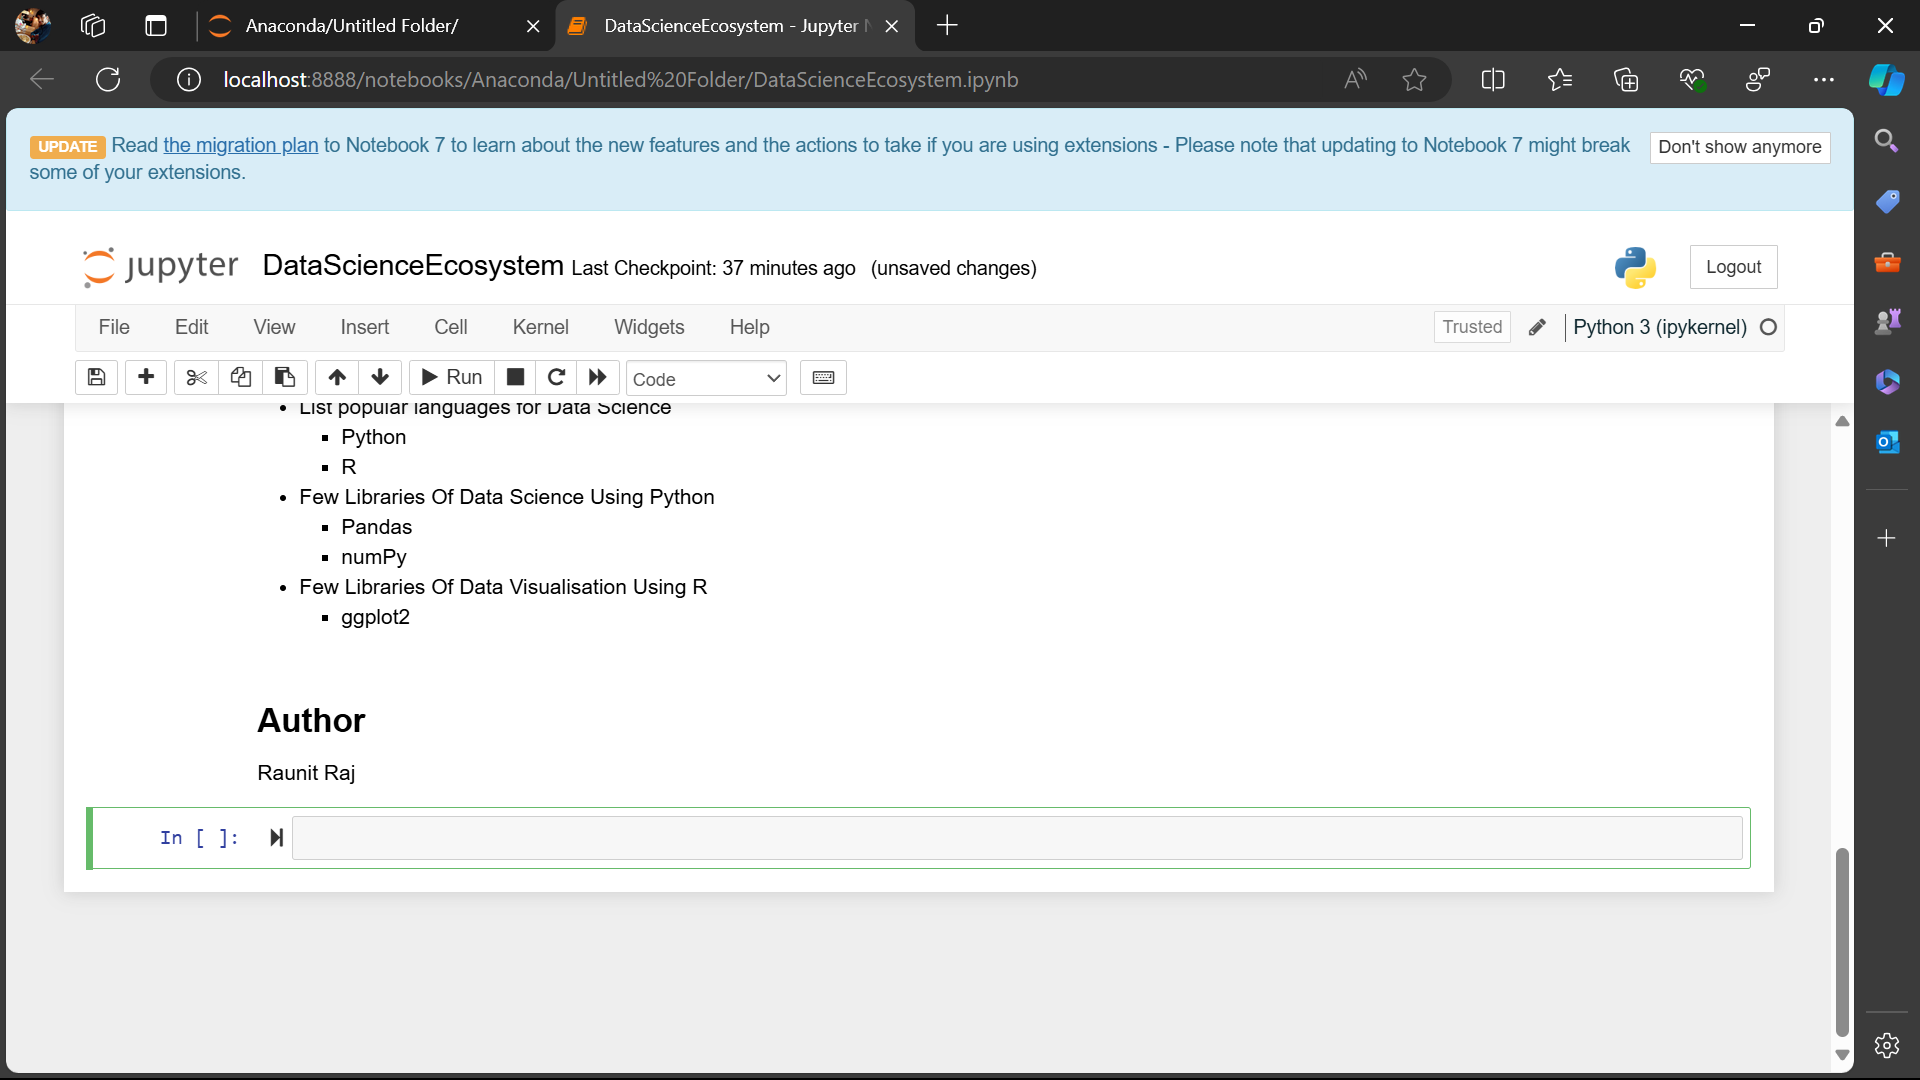 Anaconda/Untitled Folder/
DataScienceEcosystem - Jupyter N
localhost:8888/notebooks/Anaconda/Untitled%20Folder/DataScienceEcosystem.ipynb
UPDATE Read the migration plan to Notebook 7 to learn about the new features and the actions to take if you are using extensions - Please note that updating to Notebook 7 might break
some of your extensions.
Don't show anymore
jupyter DataScienceEcosystem Last Checkpoint: 37 minutes ago (unsaved changes)
Logout
File Edit View Insert Cell Kernel Widgets Help
Trusted Python 3 (ipykernel)
Run Code
• List popular languages for Data Science
▪ Python
▪ R
• Few Libraries Of Data Science Using Python
▪ Pandas
▪ numPy
• Few Libraries Of Data Visualisation Using R
▪ ggplot2
Author
Raunit Raj
In [ ]: